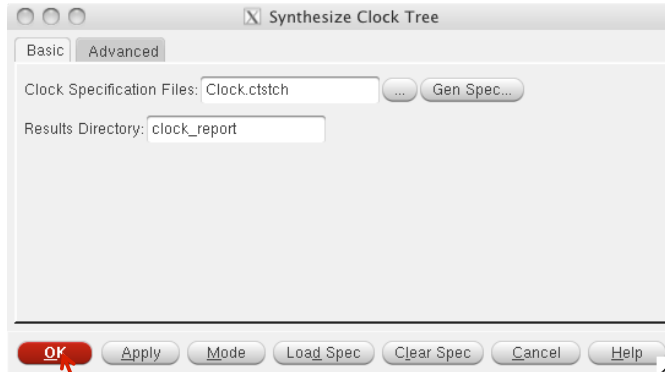 Synthesize Clock Tree
Basic Advanced
Clock Specification Files: Clock.ctstch ... Gen Spec...
Results Directory: clock_report
OK Apply Mode Load Spec Clear Spec Cancel Help